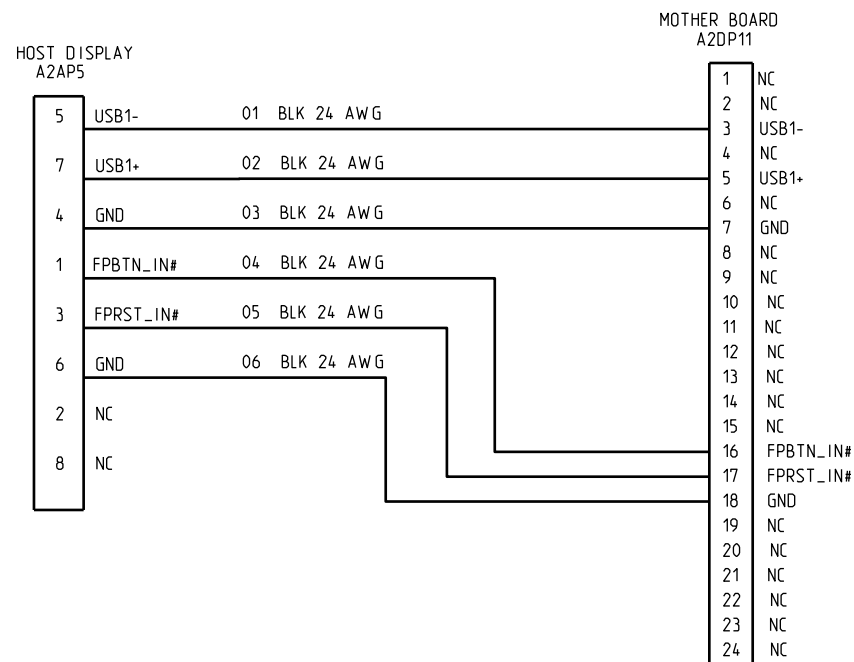 MOTHER BOARD
A2DP11
HOST DISPLAY
A2AP5
5 USB1- 01 BLK 24 AWG
7 USB1+ 02 BLK 24 AWG
4 GND 03 BLK 24 AWG
1 FPBTN_IN# 04 BLK 24 AWG
3 FPRST_IN# 05 BLK 24 AWG
6 GND 06 BLK 24 AWG
2 NC
8 NC
1 NC
2 NC
3 USB1-
4 NC
5 USB1+
6 NC
7 GND
8 NC
9 NC
10 NC
11 NC
12 NC
13 NC
14 NC
15 NC
16 FPBTN_IN#
17 FPRST_IN#
18 GND
19 NC
20 NC
21 NC
22 NC
23 NC
24 NC